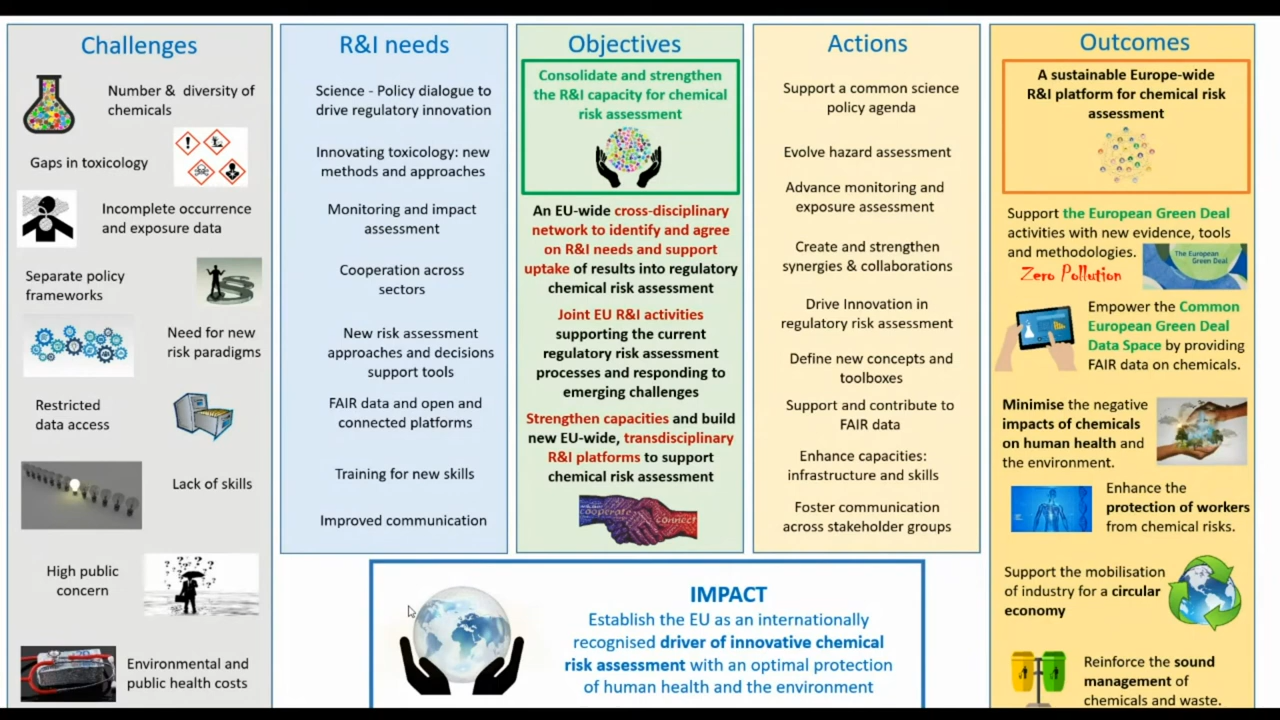 Challenges
Number & diversity of
chemicals
Gaps in toxicology
Incomplete occurrence
and exposure data
Separate policy
frameworks
Need for new
risk paradigms
Restricted
data access
Lack of skills
High public
concern
Environmental and
public health costs
R&I needs
Science - Policy dialogue to
drive regulatory innovation
Innovating toxicology: new
methods and approaches
Monitoring and impact
assessment
Cooperation across
sectors
New risk assessment
approaches and decisions
support tools
FAIR data and open and
connected platforms
Training for new skills
Improved communication
Objectives
Consolidate and strengthen
the R&I capacity for chemical
risk assessment
An EU-wide cross-disciplinary
network to identify and agree
on R&I needs and support
uptake of results into regulatory
chemical risk assessment
Joint EU R&I activities
supporting the current
regulatory risk assessment
processes and responding to
emerging challenges
Strengthen capacities and build
new EU-wide, transdisciplinary
R&I platforms to support
chemical risk assessment
cooperate
connect
Actions
Support a common science
policy agenda
Evolve hazard assessment
Advance monitoring and
exposure assessment
Create and strengthen
synergies & collaborations
Drive Innovation in
regulatory risk assessment
Define new concepts and
toolboxes
Support and contribute to
FAIR data
Enhance capacities:
infrastructure and skills
Foster communication
across stakeholder groups
Outcomes
A sustainable Europe-wide
R&I platform for chemical risk
assessment
Support the European Green Deal
activities with new evidence, tools
and methodologies.
Zero Pollution
The European
Green Deal
Empower the Common
European Green Deal
Data Space by providing
FAIR data on chemicals.
Minimise the negative
impacts of chemicals
on human health and
the environment.
Enhance the
protection of workers
from chemical risks.
Support the mobilisation
of industry for a circular
economy
Reinforce the sound
management of
chemicals and waste.
IMPACT
Establish the EU as an internationally
recognised driver of innovative chemical
risk assessment with an optimal protection
of human health and the environment